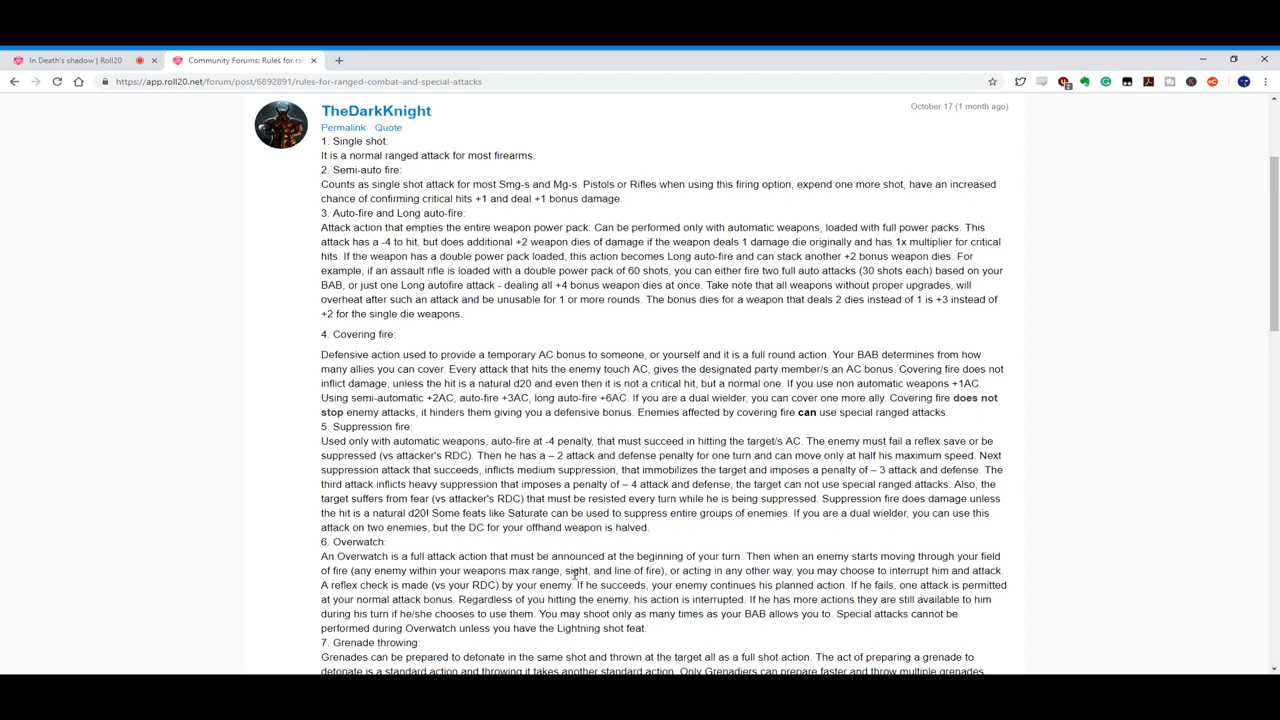 In Death's shadow | Roll20
Community Forums: Rules for ra
https://app.roll20.net/forum/post/6892891/rules-for-ranged-combat-and-special-attacks
TheDarkKnight
October 17 (1 month ago)
Permalink Quote
1. Single shot:
It is a normal ranged attack for most firearms.
2. Semi-auto fire:
Counts as single shot attack for most Smg-s and Mg-s. Pistols or Rifles when using this firing option, expend one more shot, have an increased
chance of confirming critical hits +1 and deal +1 bonus damage.
3. Auto-fire and Long auto-fire:
Attack action that empties the entire weapon power pack. Can be performed only with automatic weapons, loaded with full power packs. This
attack has a -4 to hit, but does additional +2 weapon dies of damage if the weapon deals 1 damage die originally and has 1x multiplier for critical
hits. If the weapon has a double power pack loaded, this action becomes Long auto-fire and can stack another +2 bonus weapon dies. For
example, if an assault rifle is loaded with a double power pack of 60 shots, you can either fire two full auto attacks (30 shots each) based on your
BAB, or just one Long autofire attack - dealing all +4 bonus weapon dies at once. Take note that all weapons without proper upgrades, will
overheat after such an attack and be unusable for 1 or more rounds. The bonus dies for a weapon that deals 2 dies instead of 1 is +3 instead of
+2 for the single die weapons.
4. Covering fire:
Defensive action used to provide a temporary AC bonus to someone, or yourself and it is a full round action. Your BAB determines from how
many allies you can cover. Every attack that hits the enemy touch AC, gives the designated party member/s an AC bonus. Covering fire does not
inflict damage, unless the hit is a natural d20 and even then it is not a critical hit, but a normal one. If you use non automatic weapons +1AC.
Using semi-automatic +2AC, auto-fire +3AC, long auto-fire +6AC. If you are a dual wielder, you can cover one more ally. Covering fire does not
stop enemy attacks, it hinders them giving you a defensive bonus. Enemies affected by covering fire can use special ranged attacks.
5. Suppression fire:
Used only with automatic weapons, auto-fire at -4 penalty, that must succeed in hitting the target/s AC. The enemy must fail a reflex save or be
suppressed (vs attacker's RDC). Then he has a – 2 attack and defense penalty for one turn and can move only at half his maximum speed. Next
suppression attack that succeeds, inflicts medium suppression, that immobilizes the target and imposes a penalty of – 3 attack and defense. The
third attack inflicts heavy suppression that imposes a penalty of – 4 attack and defense, the target can not use special ranged attacks. Also, the
target suffers from fear (vs attacker's RDC) that must be resisted every turn while he is being suppressed. Suppression fire does damage unless
the hit is a natural d20! Some feats like Saturate can be used to suppress entire groups of enemies. If you are a dual wielder, you can use this
attack on two enemies, but the DC for your offhand weapon is halved.
6. Overwatch:
An Overwatch is a full attack action that must be announced at the beginning of your turn. Then when an enemy starts moving through your field
of fire (any enemy within your weapons max range, sight, and line of fire), or acting in any other way, you may choose to interrupt him and attack.
A reflex check is made (vs your RDC) by your enemy. If he succeeds, your enemy continues his planned action. If he fails, one attack is permitted
at your normal attack bonus. Regardless of you hitting the enemy, his action is interrupted. If he has more actions they are still available to him
during his turn if he/she chooses to use them. You may shoot only as many times as your BAB allows you to. Special attacks cannot be
performed during Overwatch unless you have the Lightning shot feat.
7. Grenade throwing:
Grenades can be prepared to detonate in the same shot and thrown at the target all as a full shot action. The act of preparing a grenade to
detonate is a standard action and throwing it takes another standard action. Only Grenadiers can prepare faster and throw multiple grenades